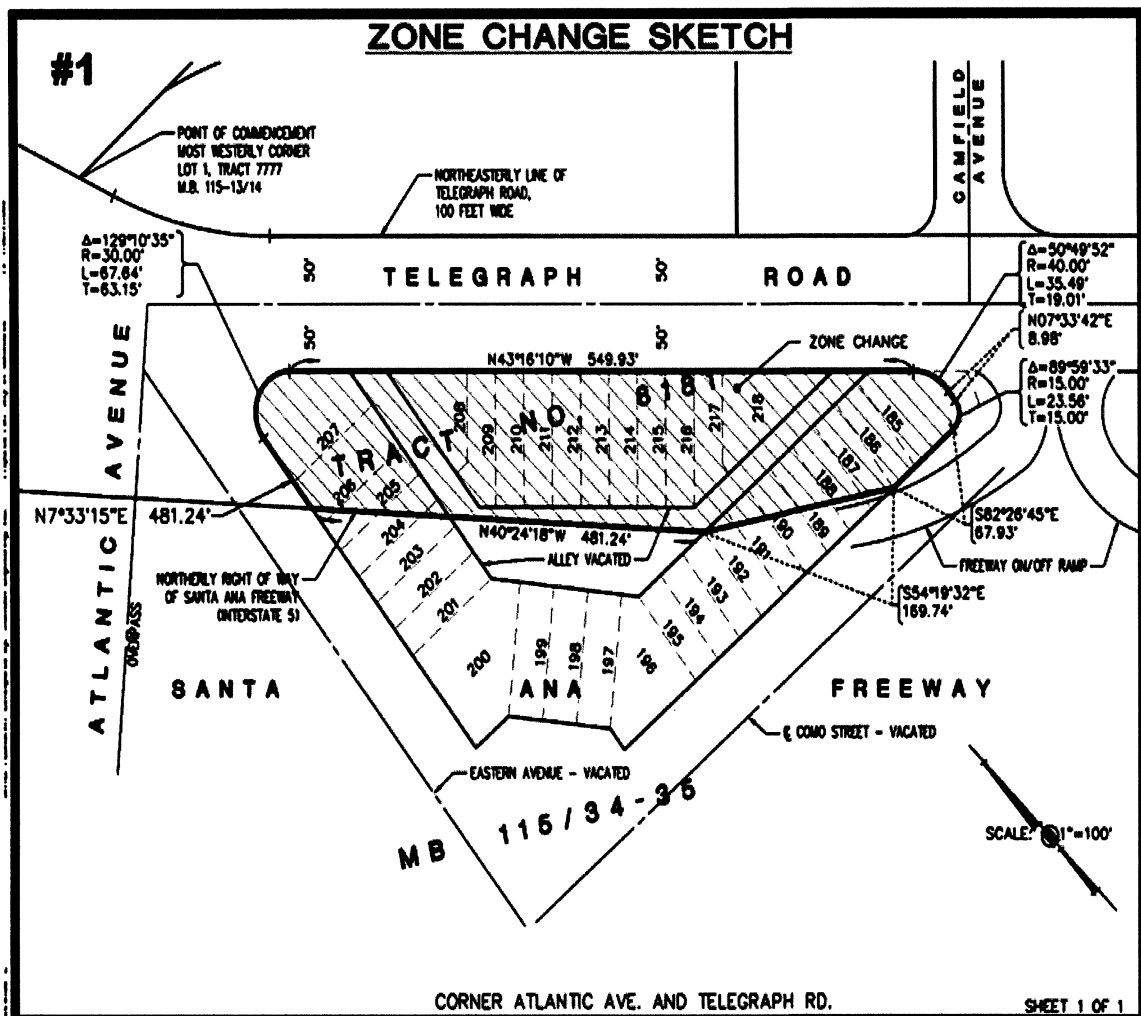 ZONE CHANGE SKETCH
#1
POINT OF COMMENCEMENT
MOST WESTERLY CORNER
LOT 1, TRACT 7777
M.B. 115-13/14
NORTHEASTERLY LINE OF
TELEGRAPH ROAD,
100 FEET WIDE
CAMFIELD
AVENUE
Δ=129°10'35"
R=30.00'
L=67.64'
T=63.15'
50'
TELEGRAPH ROAD
50'
Δ=50°49'52"
R=40.00'
L=35.49'
T=19.01'
N07°33'42"E
8.98'
50'
50'
ZONE CHANGE
N43°16'10"W 549.93'
Δ=89°59'33"
R=15.00'
L=23.56'
T=15.00'
ATLANTIC AVENUE
OVERPASS
TRACT NO 6161
207
206
205
204
203
202
201
200
199
198
197
196
195
194
193
192
191
90
189
188
187
186
185
208
209
210
211
212
213
214
215
216
217
218
N7°33'15"E 481.24'
N40°24'18"W 481.24'
ALLEY VACATED
S82°26'45"E
67.93'
FREEWAY ON/OFF RAMP
NORTHERLY RIGHT OF WAY
OF SANTA ANA FREEWAY
(INTERSTATE 5)
S54°19'32"E
169.74'
SANTA ANA FREEWAY
℄ COMO STREET - VACATED
EASTERN AVENUE - VACATED
MB 115/34-35
SCALE: 1"=100'
CORNER ATLANTIC AVE. AND TELEGRAPH RD.
SHEET 1 OF 1